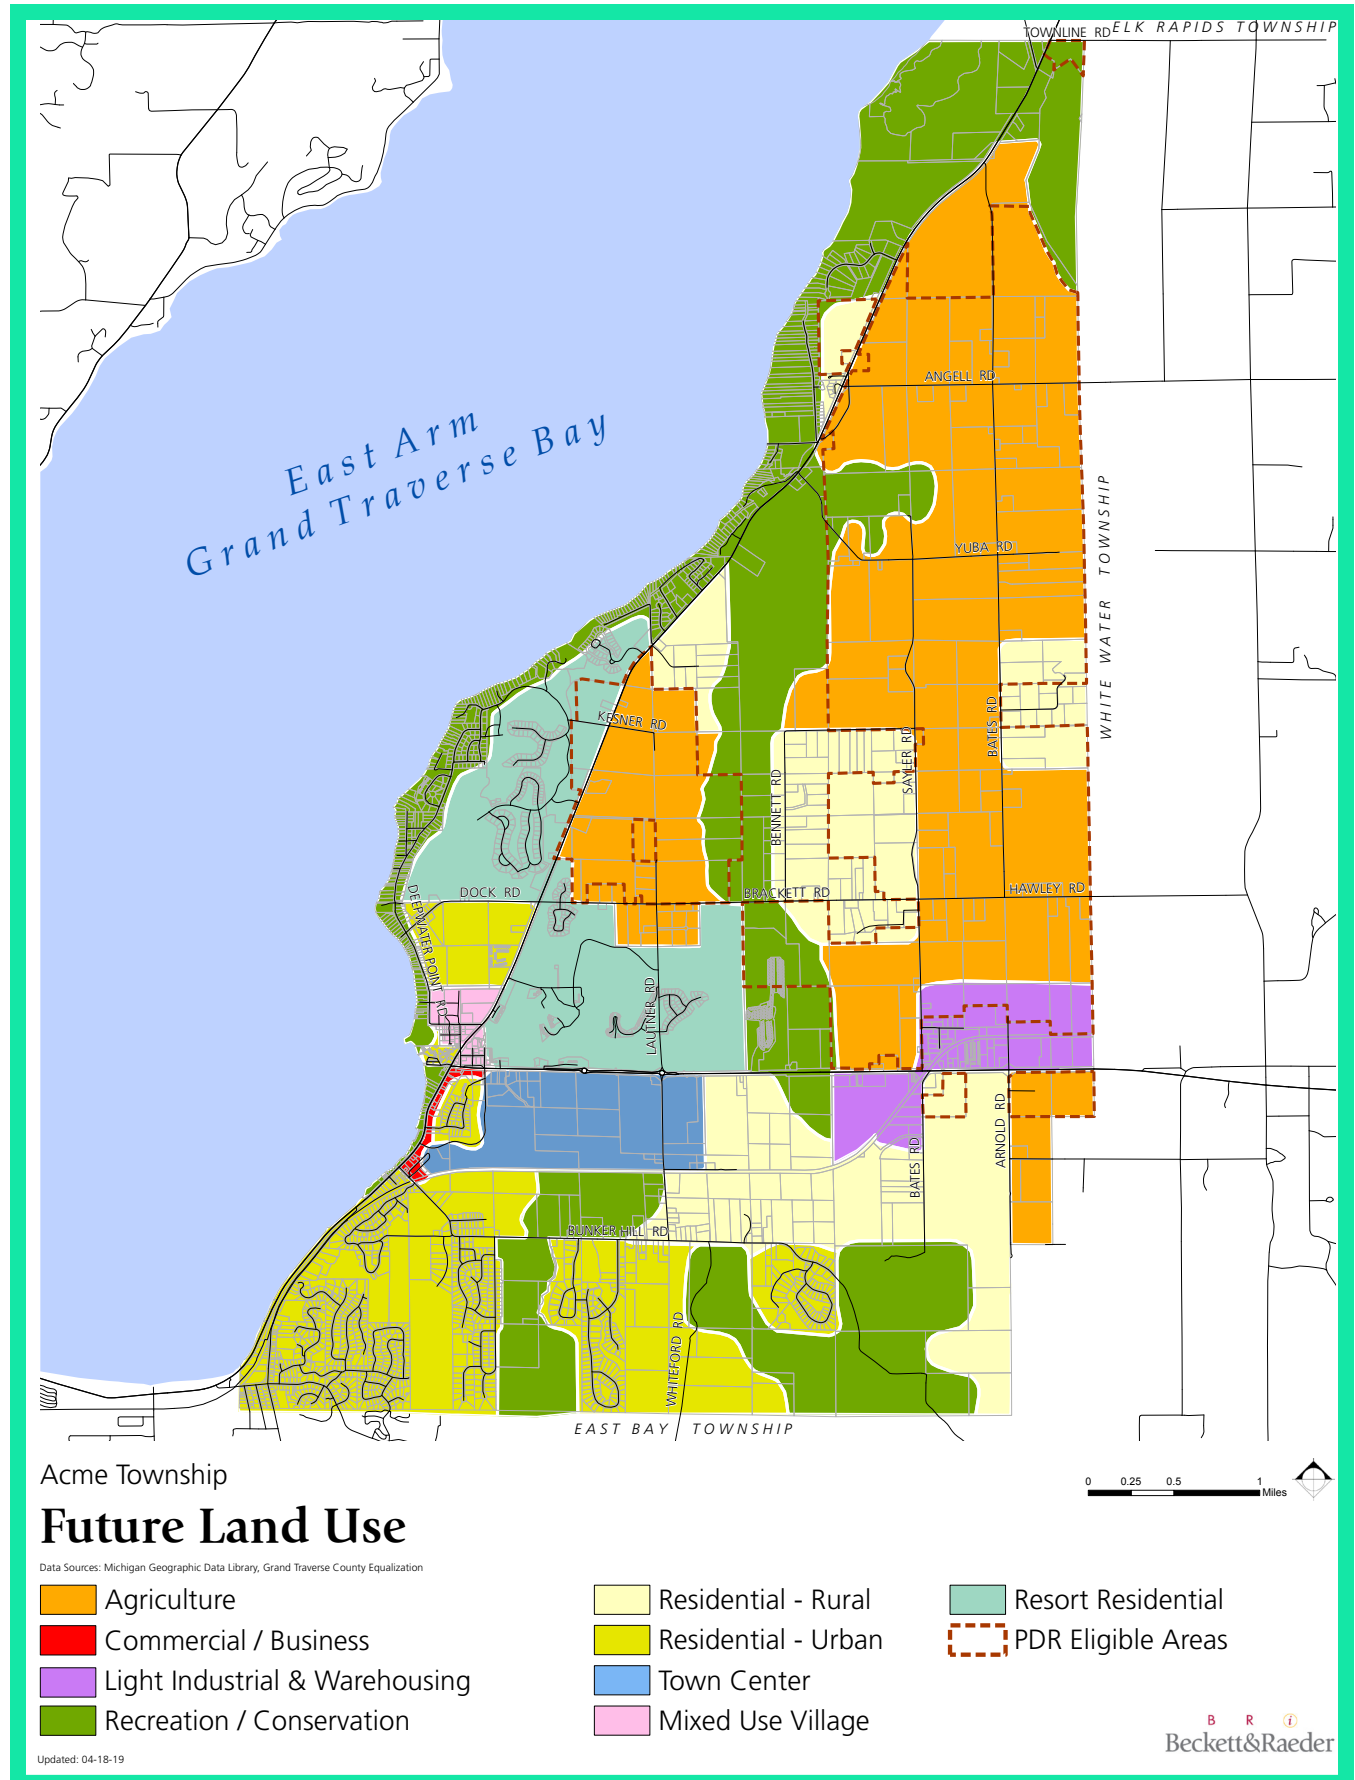 TOWNLINE RD
ELK RAPIDS TOWNSHIP
ANGELL RD
East Arm
Grand Traverse Bay
YUBA RD
WHITE WATER TOWNSHIP
KESNER RD
BATES RD
SAYLER RD
BENNETT RD
DOCK RD
BRACKETT RD
HAWLEY RD
DEEPWATER POINT RD
LAUTNER RD
ARNOLD RD
BATES RD
BUNKER HILL RD
WHITEFORD RD
EAST BAY TOWNSHIP
Acme Township
0 0.25 0.5 1
Miles
Future Land Use
Data Sources: Michigan Geographic Data Library, Grand Traverse County Equalization
Agriculture
Commercial / Business
Light Industrial & Warehousing
Recreation / Conservation
Residential - Rural
Residential - Urban
Town Center
Mixed Use Village
Resort Residential
PDR Eligible Areas
B R i
Beckett&Raeder
Updated: 04-18-19